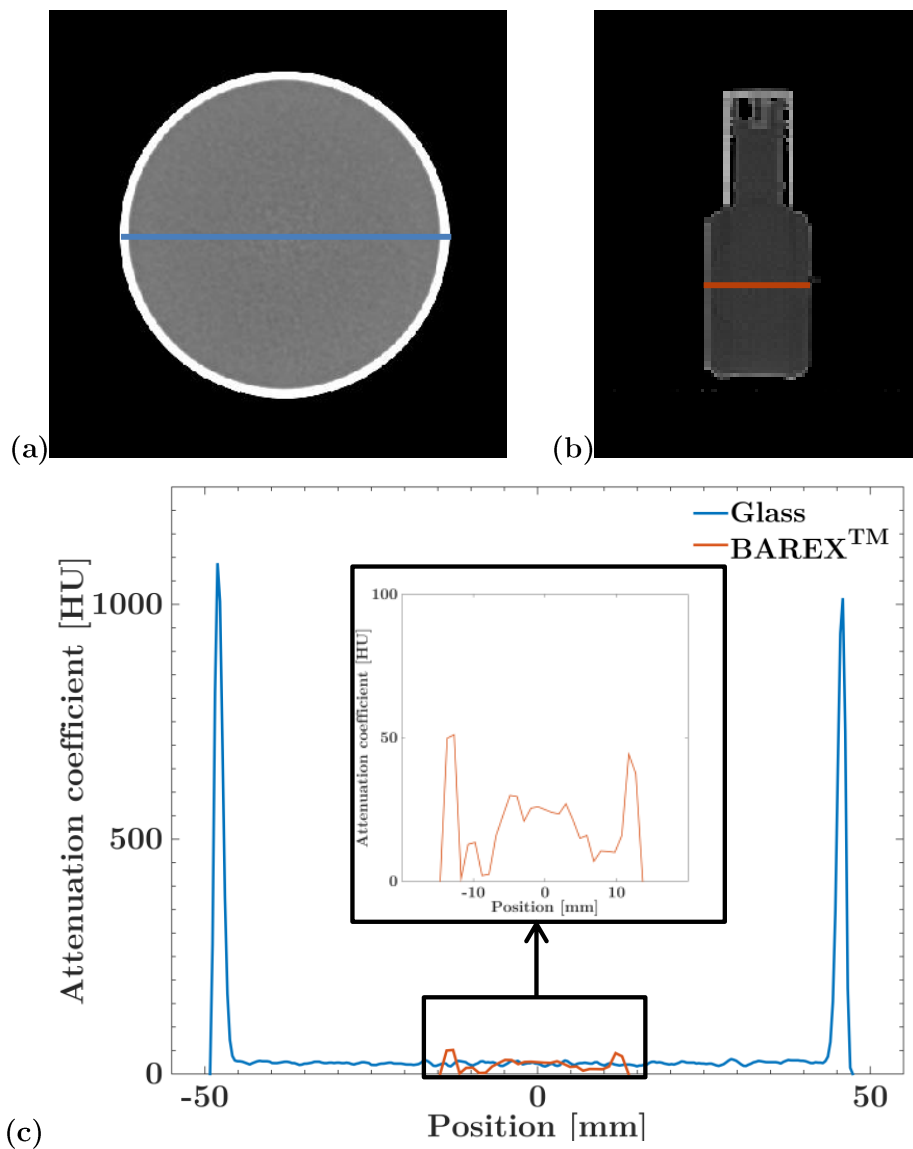 (a)
(b)
Glass
BAREX™
Attenuation coefficient [HU]
1000
500
0
-50
0
50
Position [mm]
Attenuation coefficient [HU]
100
50
0
-10
0
10
Position [mm]
(c)